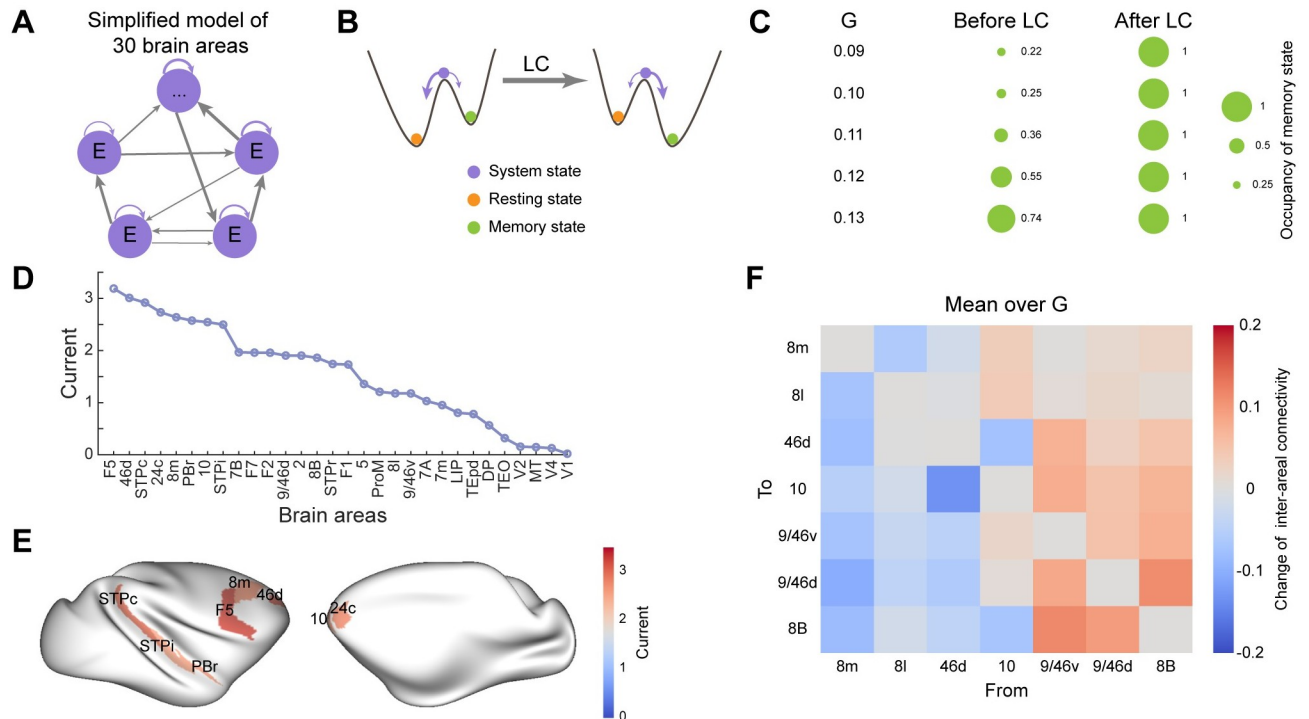 A
Simplified model of
30 brain areas
...
E
E
E
E
B
LC
System state
Resting state
Memory state
C
G
Before LC
After LC
0.09
0.22
1
0.10
0.25
1
0.11
0.36
1
0.12
0.55
1
0.13
0.74
1
1
0.5
0.25
Occupancy of memory state
D
Current
3
2
1
0
F5
46d
STPc
24c
8m
PBr
10
STPi
7B
F7
F2
9/46d
2
8B
STPr
F1
5
ProM
8l
9/46v
7A
7m
LIP
TEpd
DP
TEO
V2
MT
V4
V1
Brain areas
E
STPc
8m
46d
F5
STPi
PBr
24c
10
3
2
1
0
Current
F
Mean over G
To
8m
8l
46d
10
9/46v
9/46d
8B
8m
8l
46d
10
9/46v
9/46d
8B
From
0.2
0.1
0
-0.1
-0.2
Change of inter-areal connectivity